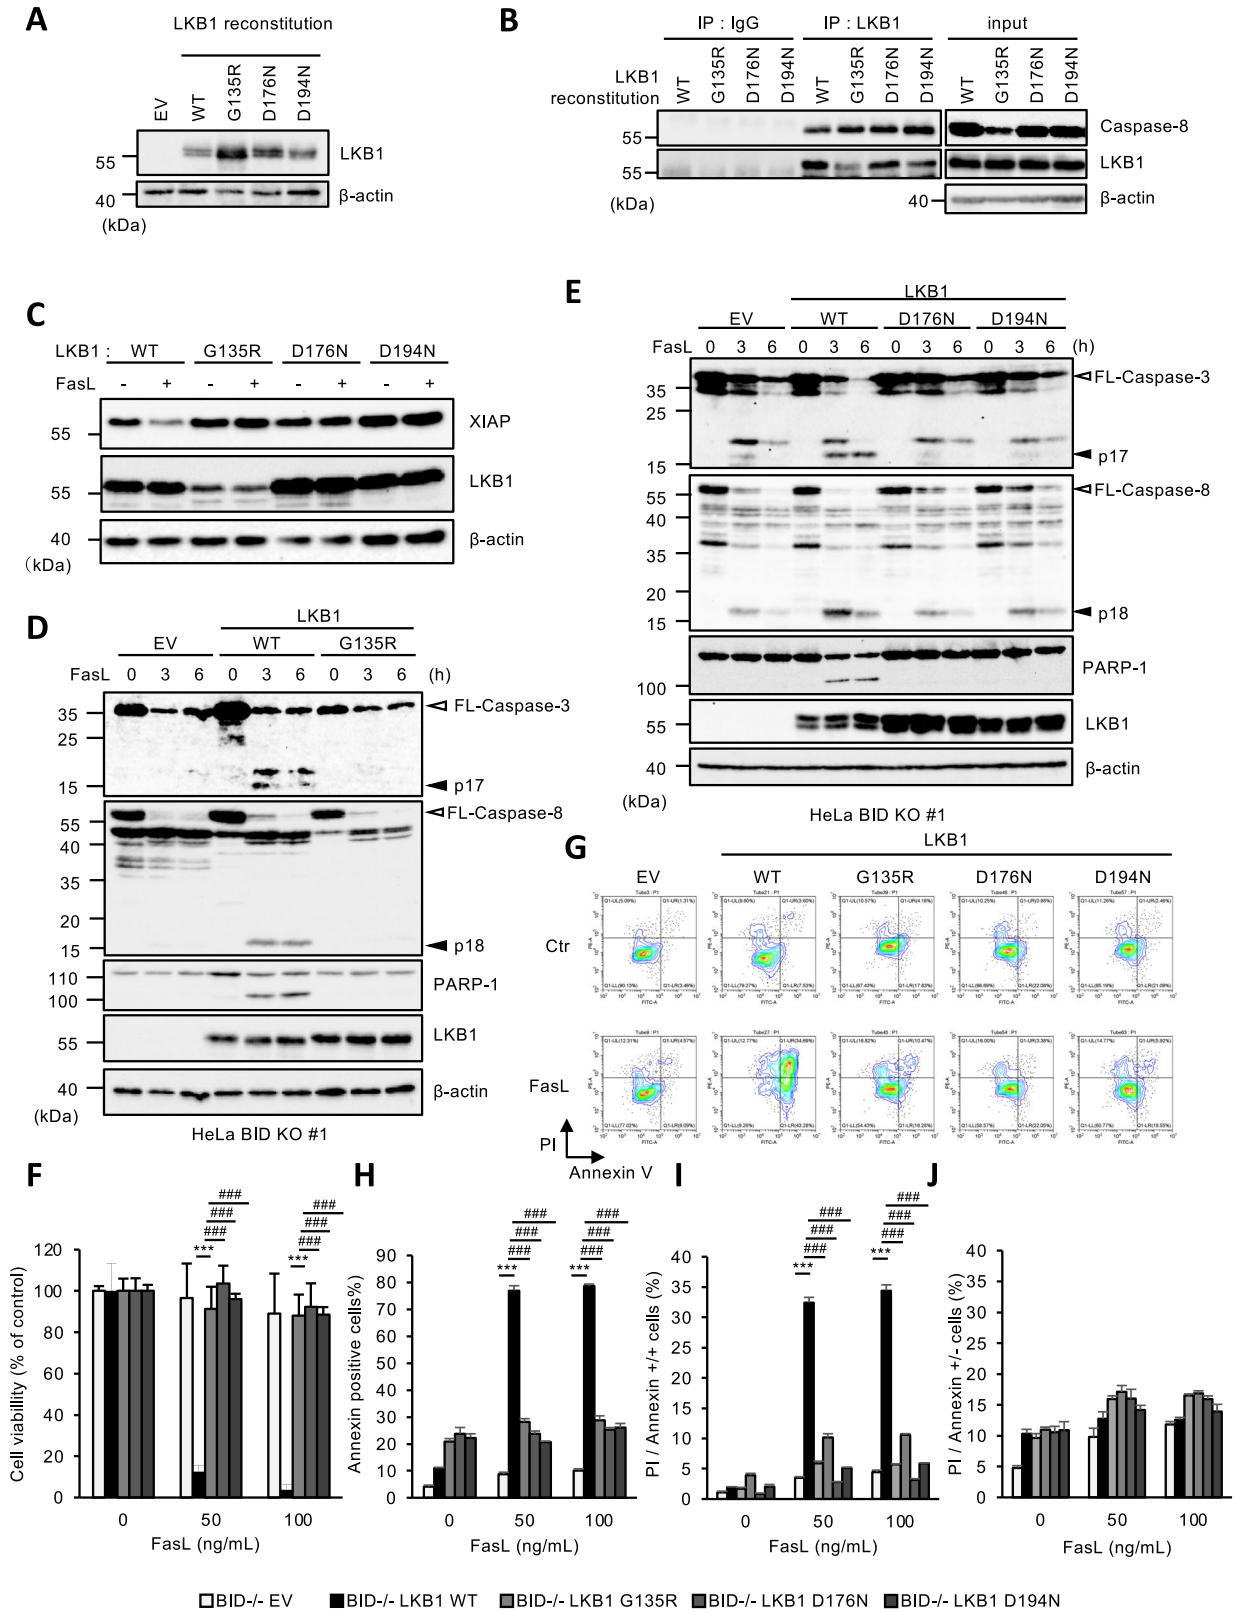 A
LKB1 reconstitution
EV
WT
G135R
D176N
D194N
55
LKB1
40
β-actin
(kDa)
B
IP : IgG
IP : LKB1
input
LKB1
reconstitution
WT
G135R
D176N
D194N
WT
G135R
D176N
D194N
WT
G135R
D176N
D194N
55
Caspase-8
55
LKB1
40
β-actin
(kDa)
C
LKB1 : WT G135R D176N D194N
FasL - + - + - + - +
55
XIAP
55
LKB1
40
β-actin
(kDa)
D
LKB1
EV WT G135R
FasL 0 3 6 0 3 6 0 3 6 (h)
35
FL-Caspase-3
25
15
p17
55
FL-Caspase-8
40
35
15
p18
110
PARP-1
100
55
LKB1
40
β-actin
(kDa)
HeLa BID KO #1
E
LKB1
EV WT D176N D194N
FasL 0 3 6 0 3 6 0 3 6 0 3 6 (h)
FL-Caspase-3
35
25
15
p17
55
FL-Caspase-8
40
35
20
15
p18
PARP-1
100
55
LKB1
40
β-actin
(kDa)
HeLa BID KO #1
G
LKB1
EV WT G135R D176N D194N
Ctr
FasL
PI
Annexin V
F
### 
###
###
***
***
###
###
###
Cell viabillity (% of control)
120
100
80
60
40
20
0
0 50 100
FasL (ng/mL)
H
###
###
###
***
###
###
###
***
Annexin positive cells%)
90
80
70
60
50
40
30
20
10
0
0 50 100
FasL (ng/mL)
I
###
###
###
***
###
###
###
***
PI / Annexin +/+ cells (%)
40
35
30
25
20
15
10
5
0
0 50 100
FasL (ng/mL)
J
PI / Annexin +/- cells (%)
40
35
30
25
20
15
10
5
0
0 50 100
FasL (ng/mL)
BID-/- EV BID-/- LKB1 WT BID-/- LKB1 G135R BID-/- LKB1 D176N BID-/- LKB1 D194N